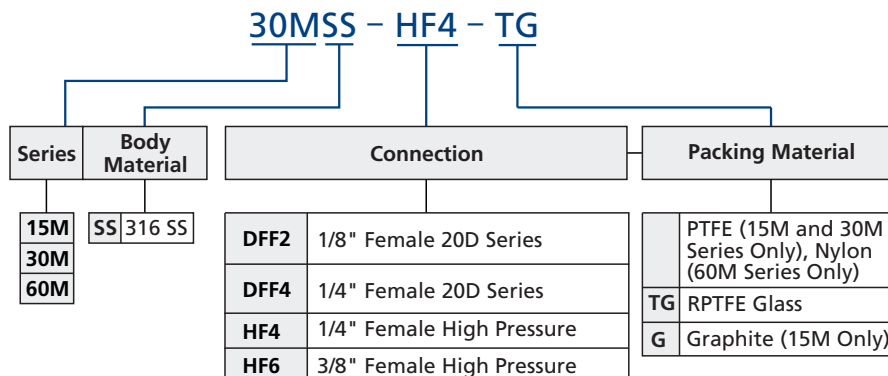 30MSS – HF4 – TG
Series
Body
Material
Connection
Packing Material
15M
30M
60M
SS 316 SS
DFF2 1/8" Female 20D Series
DFF4 1/4" Female 20D Series
HF4 1/4" Female High Pressure
HF6 3/8" Female High Pressure
PTFE (15M and 30M
Series Only), Nylon
(60M Series Only)
TG RPTFE Glass
G Graphite (15M Only)